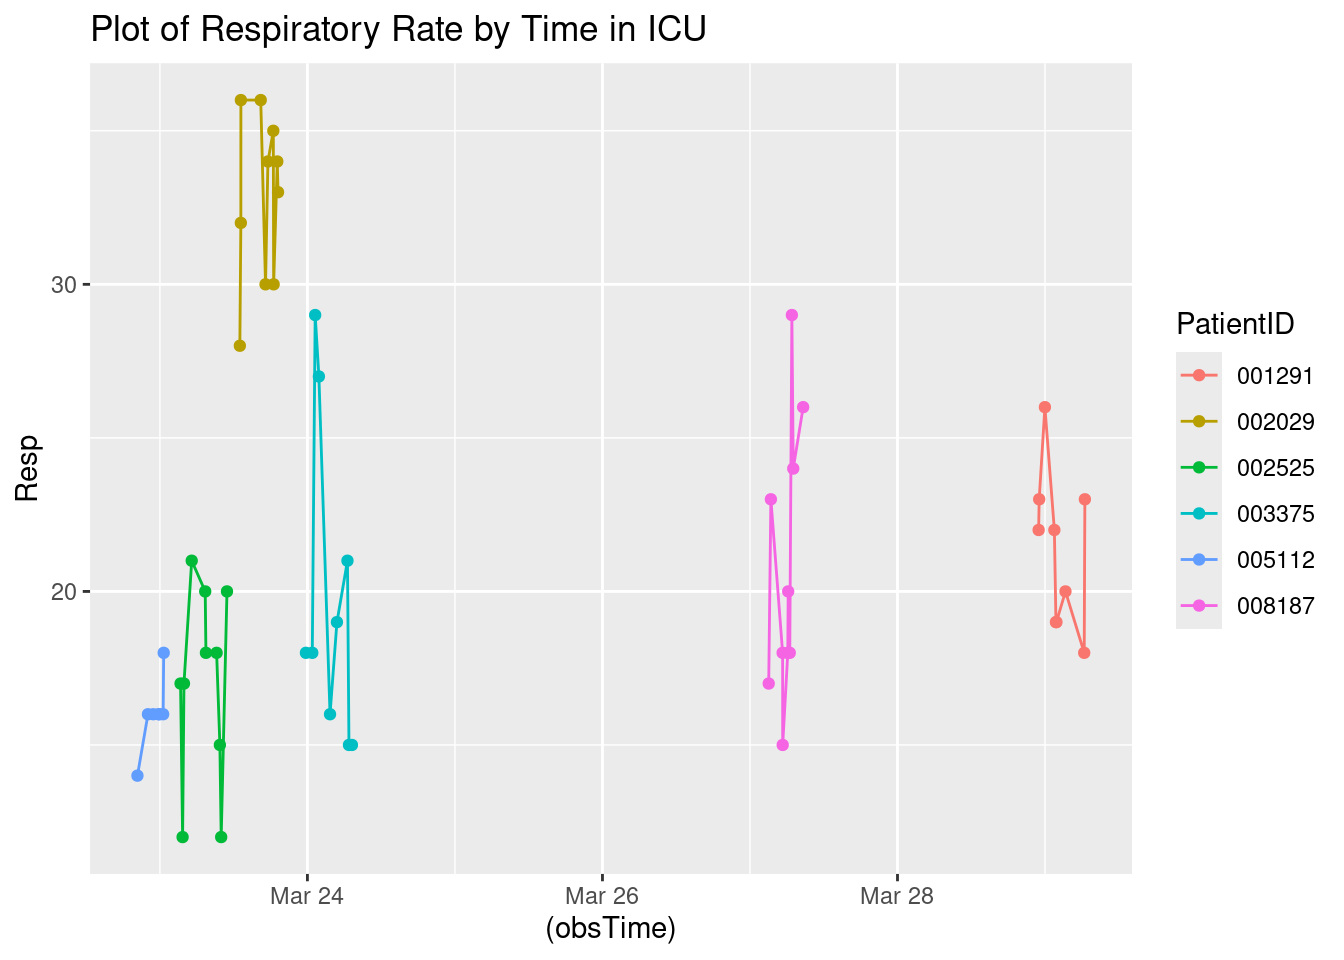 Plot of Respiratory Rate by Time in ICU
30
20
Resp
Mar 24
Mar 26
Mar 28
(obsTime)
PatientID
001291
002029
002525
003375
005112
008187